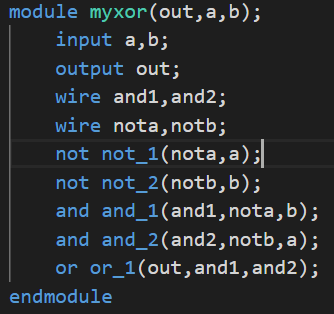 module myxor(out,a,b);
    input a,b;
    output out;
    wire and1,and2;
    wire nota,notb;
    not not_1(nota,a);
    not not_2(notb,b);
    and and_1(and1,nota,b);
    and and_2(and2,notb,a);
    or or_1(out,and1,and2);
endmodule